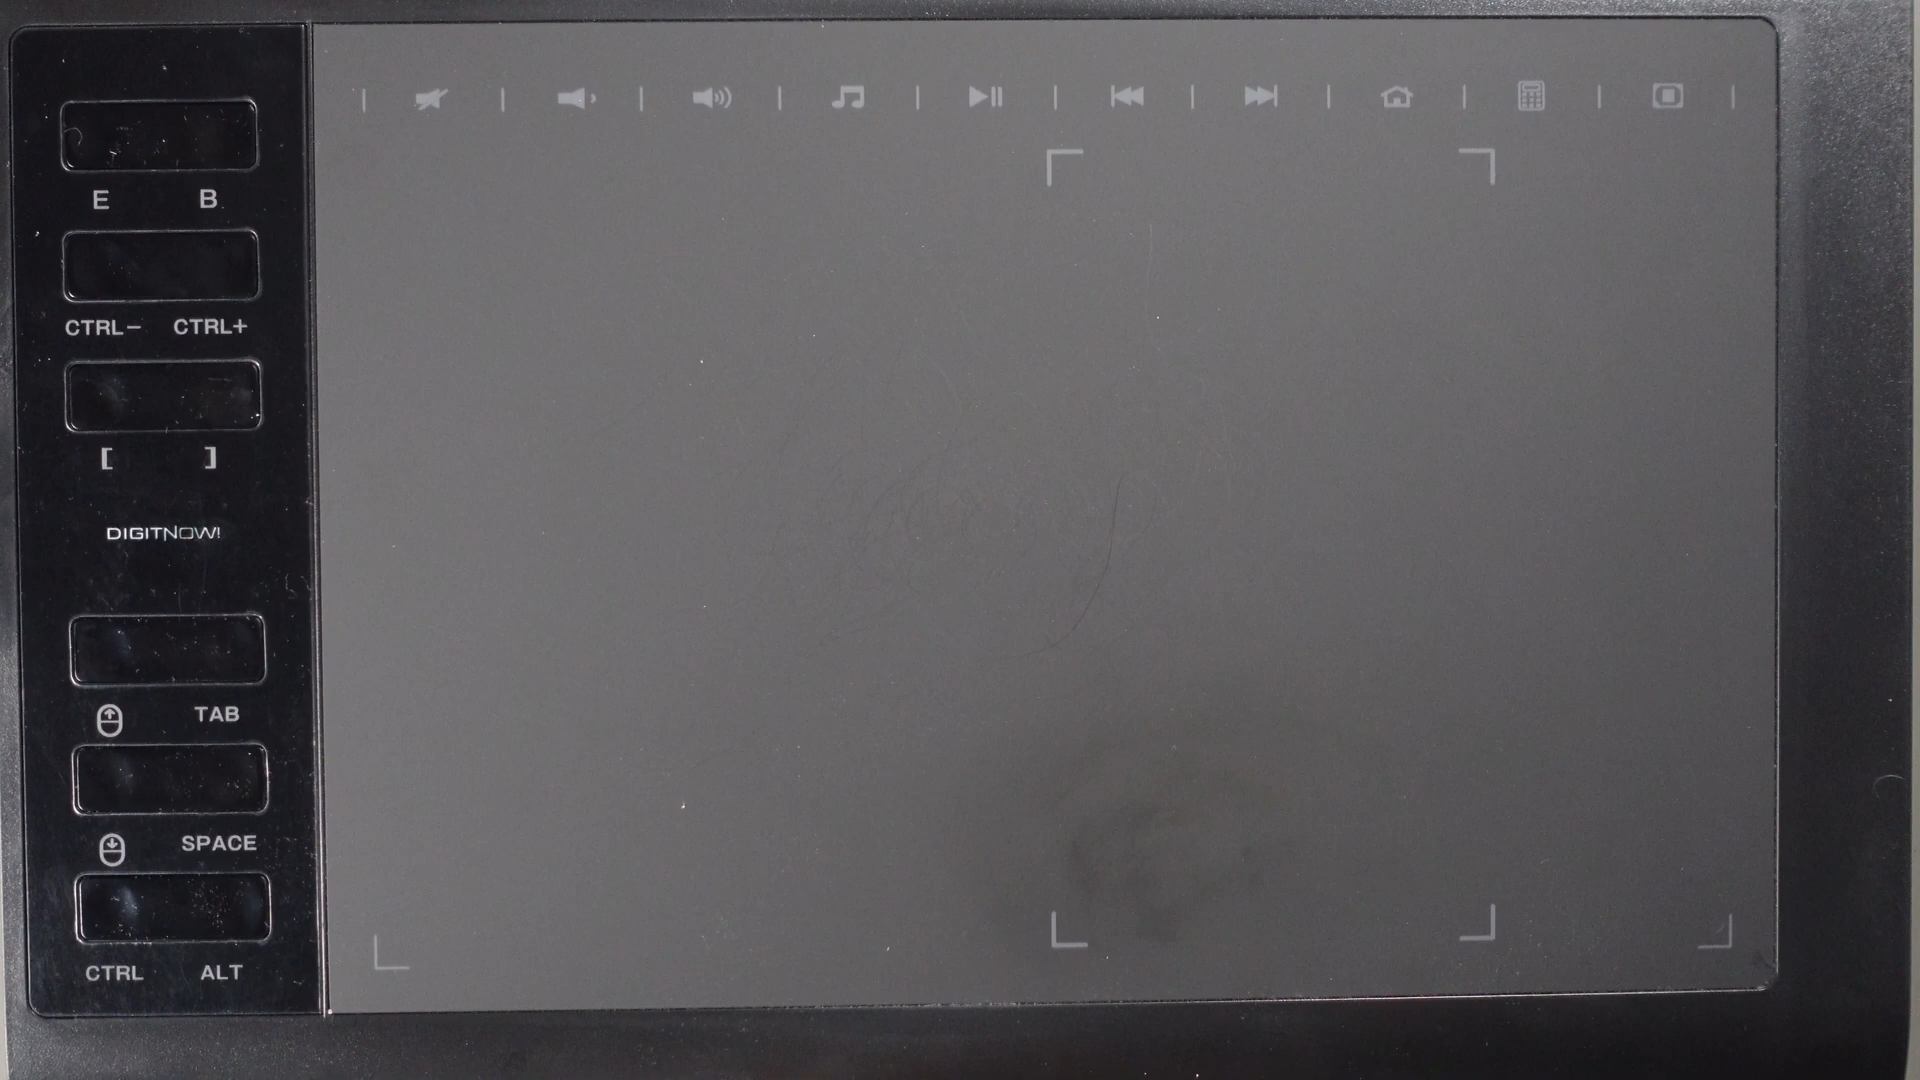 E B
CTRL− CTRL+
[ ]
DIGITNOW!
TAB
SPACE
CTRL ALT